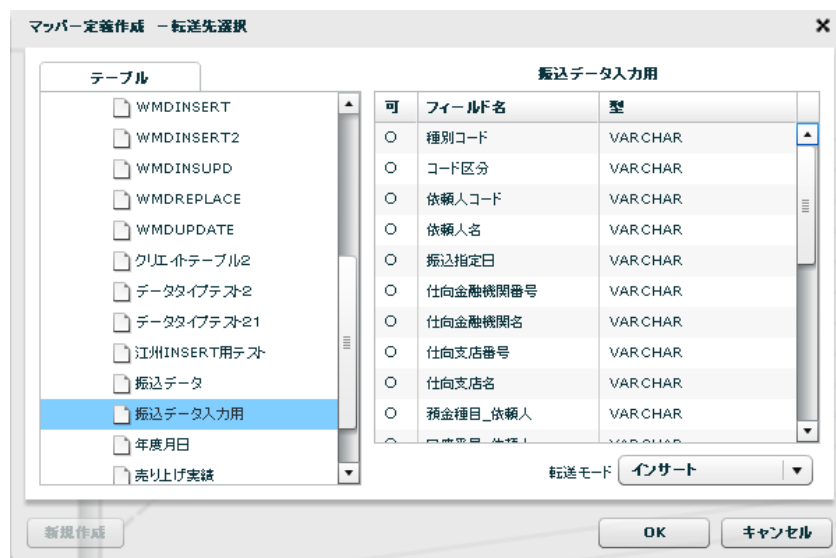 マッパー定義作成 －転送先選択
テーブル
WMDINSERT
WMDINSERT2
WMDINSUPD
WMDREPLACE
WMDUPDATE
クリエイトテーブル2
データタイプテスト2
データタイプテスト21
江州INSERT用テスト
振込データ
振込データ入力用
年度月日
売り上げ実績
振込データ入力用
可 フィールド名 型
○ 種別コード VARCHAR
○ コード区分 VARCHAR
○ 依頼人コード VARCHAR
○ 依頼人名 VARCHAR
○ 振込指定日 VARCHAR
○ 仕向金融機関番号 VARCHAR
○ 仕向金融機関名 VARCHAR
○ 仕向支店番号 VARCHAR
○ 仕向支店名 VARCHAR
○ 預金種目_依頼人 VARCHAR
転送モード インサート
新規作成 OK キャンセル